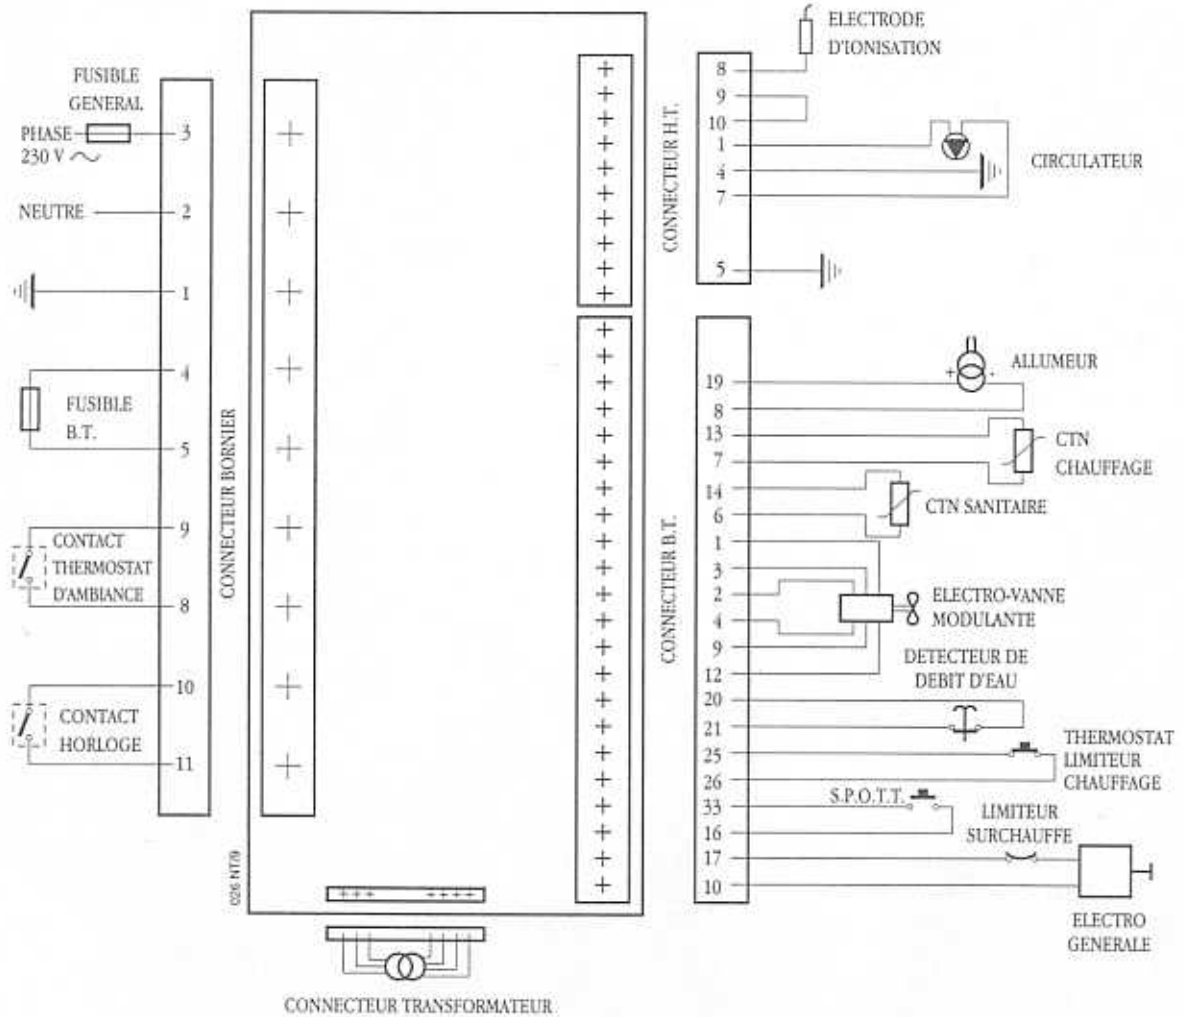 FUSIBLE
GENERAL
PHASE
230 V
3
NEUTRE
2
1
4
FUSIBLE
B.T.
5
9
CONTACT
THERMOSTAT
D'AMBIANCE
8
10
CONTACT
HORLOGE
11
CONNECTEUR BORNIER
026 NT/9
CONNECTEUR TRANSFORMATEUR
CONNECTEUR H.T.
8
9
10
1
4
7
5
ELECTRODE
D'IONISATION
CIRCULATEUR
CONNECTEUR B.T.
19
8
13
7
14
6
1
3
2
4
9
12
20
21
25
26
33
16
17
10
+ -
ALLUMEUR
CTN
CHAUFFAGE
CTN SANITAIRE
ELECTRO-VANNE
MODULANTE
DETECTEUR DE
DEBIT D'EAU
THERMOSTAT
LIMITEUR
CHAUFFAGE
S.P.O.T.T.
LIMITEUR
SURCHAUFFE
ELECTRO
GENERALE